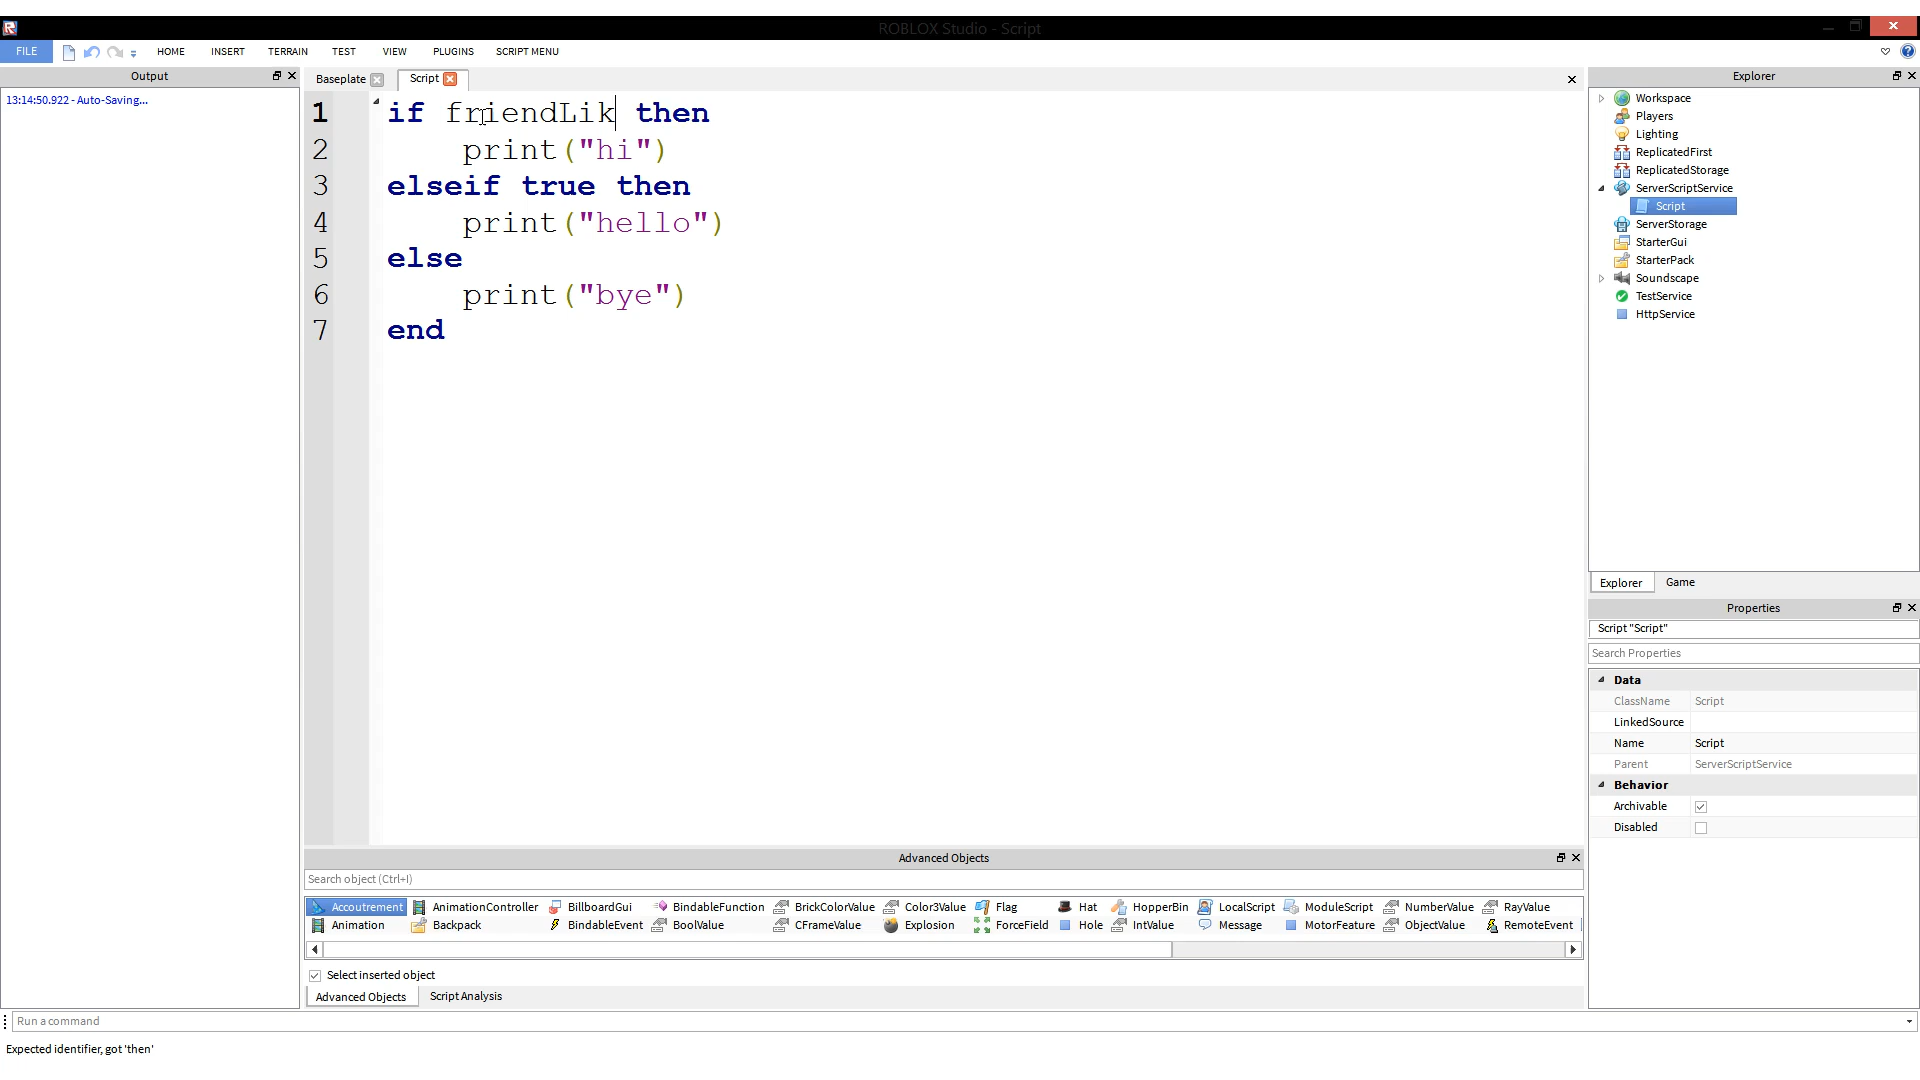 ROBLOX Studio - Script
FILE HOME INSERT TERRAIN TEST VIEW PLUGINS SCRIPT MENU
Output
13:14:50.922 - Auto-Saving...
Baseplate Script
1 if friendLik then
2 print("hi")
3 elseif true then
4 print("hello")
5 else
6 print("bye")
7 end
Explorer
Workspace
Players
Lighting
ReplicatedFirst
ReplicatedStorage
ServerScriptService
Script
ServerStorage
StarterGui
StarterPack
Soundscape
TestService
HttpService
Explorer Game
Properties
Script "Script"
Search Properties
Data
ClassName Script
LinkedSource
Name Script
Parent ServerScriptService
Behavior
Archivable
Disabled
Advanced Objects
Search object (Ctrl+I)
Accoutrement AnimationController BillboardGui BindableFunction BrickColorValue Color3Value Flag Hat HopperBin LocalScript ModuleScript NumberValue RayValue
Animation Backpack BindableEvent BoolValue CFrameValue Explosion ForceField Hole IntValue Message MotorFeature ObjectValue RemoteEvent
Select inserted object
Advanced Objects Script Analysis
Run a command
Expected identifier, got 'then'